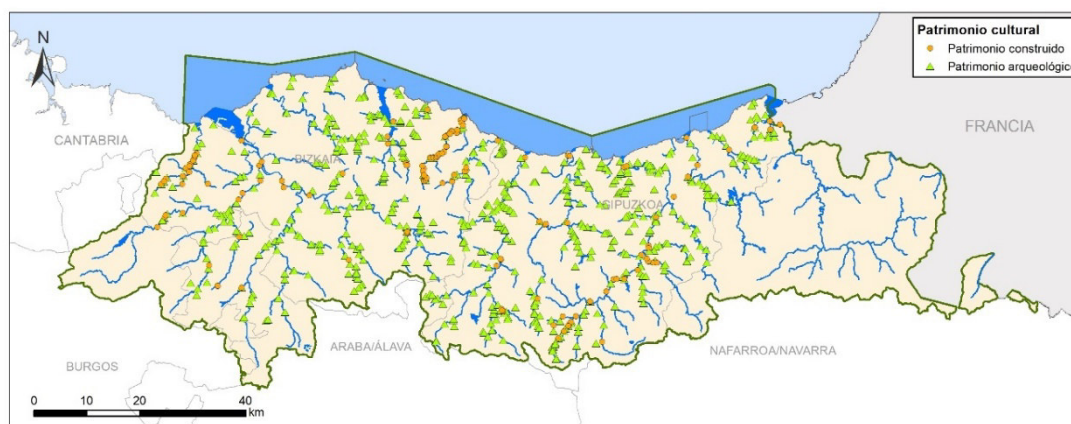 N
Patrimonio cultural
Patrimonio construido
Patrimonio arqueológico
CANTABRIA
FRANCIA
BIZKAIA
GIPUZKOA
ARABA/ÁLAVA
NAFARROA/NAVARRA
BURGOS
0 10 20 40
km